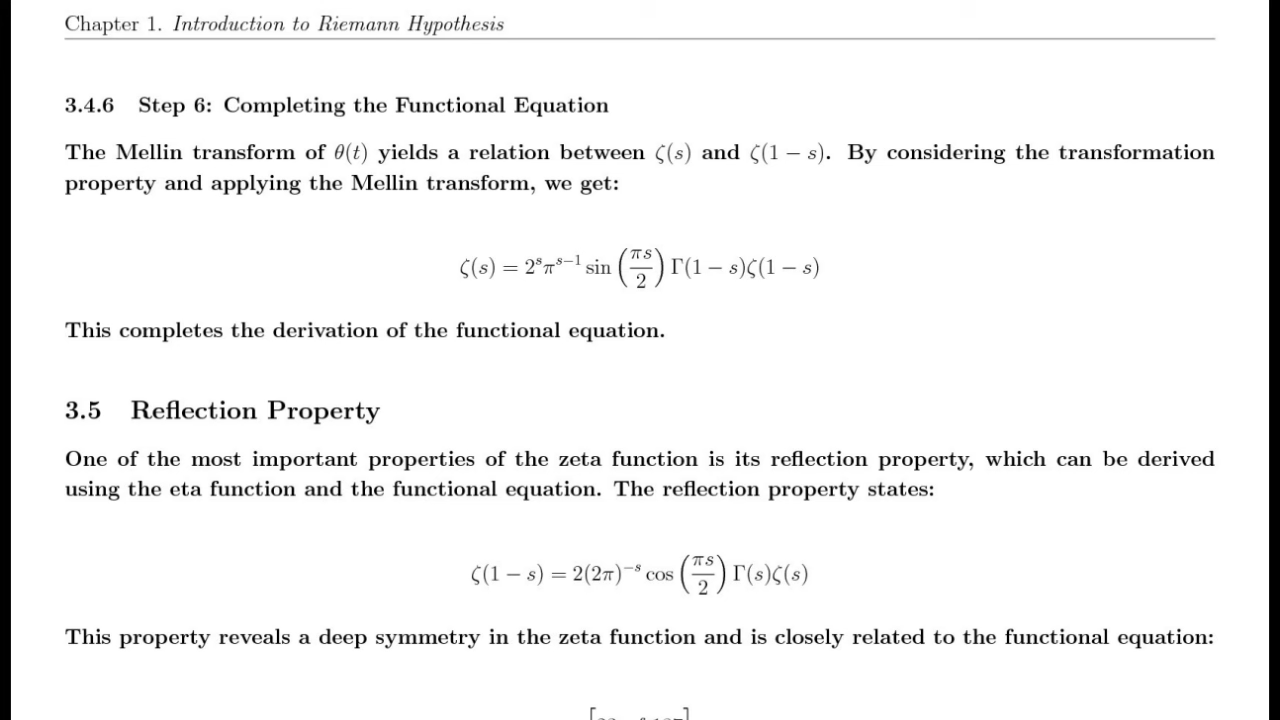 Chapter 1. Introduction to Riemann Hypothesis
3.4.6 Step 6: Completing the Functional Equation
The Mellin transform of θ(t) yields a relation between ζ(s) and ζ(1 − s). By considering the transformation
property and applying the Mellin transform, we get:
ζ(s) = 2^s π^{s−1} sin(πs/2) Γ(1 − s)ζ(1 − s)
This completes the derivation of the functional equation.
3.5 Reflection Property
One of the most important properties of the zeta function is its reflection property, which can be derived
using the eta function and the functional equation. The reflection property states:
ζ(1 − s) = 2(2π)^{−s} cos(πs/2) Γ(s)ζ(s)
This property reveals a deep symmetry in the zeta function and is closely related to the functional equation: